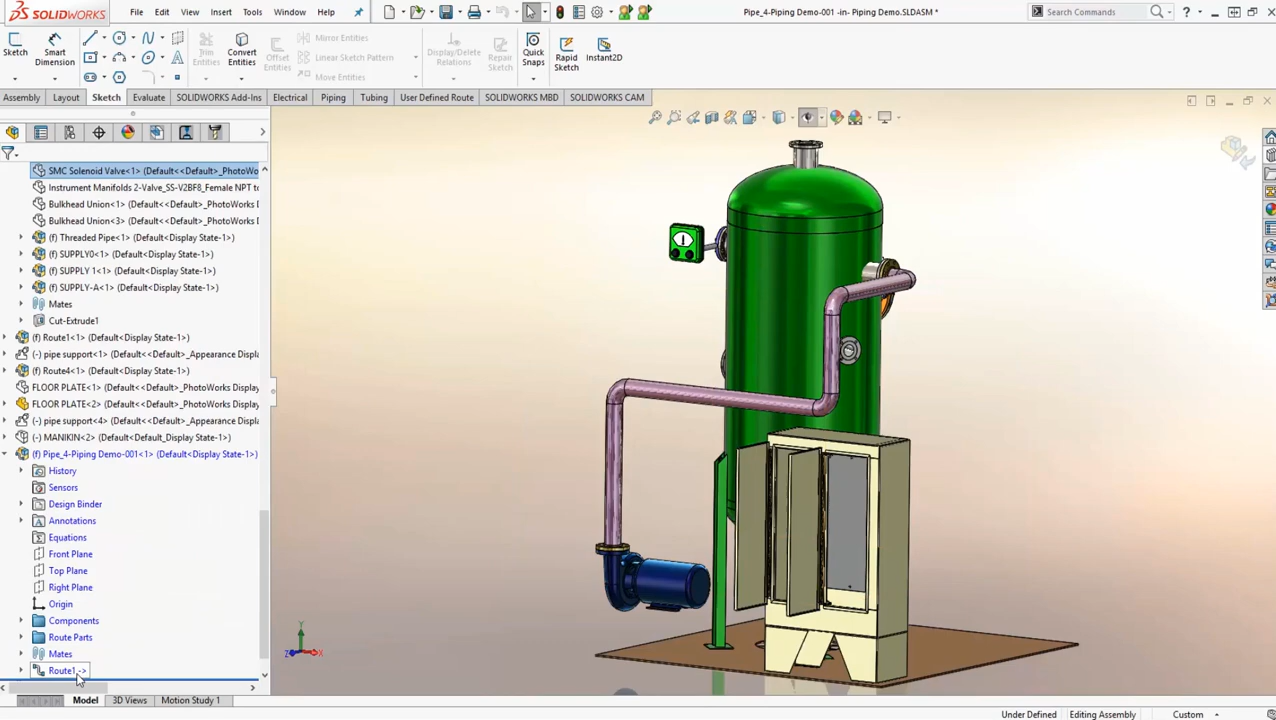 SOLIDWORKS File Edit View Insert Tools Window Help Pipe_4-Piping Demo-001 -in- Piping Demo.SLDASM * Search Commands
Sketch Smart Dimension Trim Entities Convert Entities Offset Entities Mirror Entities Linear Sketch Pattern Move Entities Display/Delete Relations Repair Sketch Quick Snaps Rapid Sketch Instant2D
Assembly Layout Sketch Evaluate SOLIDWORKS Add-Ins Electrical Piping Tubing User Defined Route SOLIDWORKS MBD SOLIDWORKS CAM
SMC Solenoid Valve<1> (Default<<Default>_PhotoWo
Instrument Manifolds 2-Valve_SS-V2BF8_Female NPT to
Bulkhead Union<1> (Default<<Default>_PhotoWorks D
Bulkhead Union<3> (Default<<Default>_PhotoWorks D
(f) Threaded Pipe<1> (Default<Display State-1>)
(f) SUPPLY0<1> (Default<Display State-1>)
(f) SUPPLY 1<1> (Default<Display State-1>)
(f) SUPPLY-A<1> (Default<Display State-1>)
Mates
Cut-Extrude1
(f) Route1<1> (Default<Display State-1>)
(-) pipe support<1> (Default<<Default>_Appearance Displa
(f) Route4<1> (Default<Display State-1>)
FLOOR PLATE<1> (Default<<Default>_PhotoWorks Display
FLOOR PLATE<2> (Default<<Default>_PhotoWorks Display
(-) pipe support<4> (Default<<Default>_Appearance Displa
(-) MANIKIN<2> (Default<Default_Display State-1>)
(f) Pipe_4-Piping Demo-001<1> (Default<Display State-1>)
History
Sensors
Design Binder
Annotations
Equations
Front Plane
Top Plane
Right Plane
Origin
Components
Route Parts
Mates
Route1 ->
Y
Z X
Model 3D Views Motion Study 1
Under Defined Editing Assembly Custom